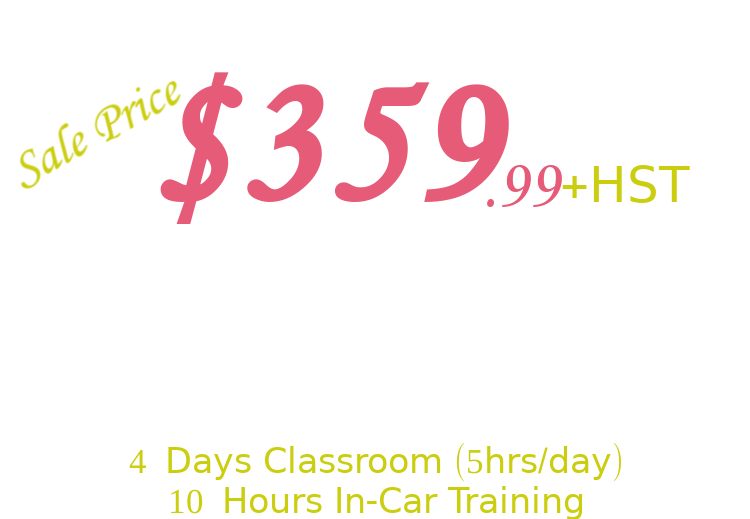 Sale Price
$359.99+HST
4 Days Classroom (5hrs/day)
10 Hours In-Car Training